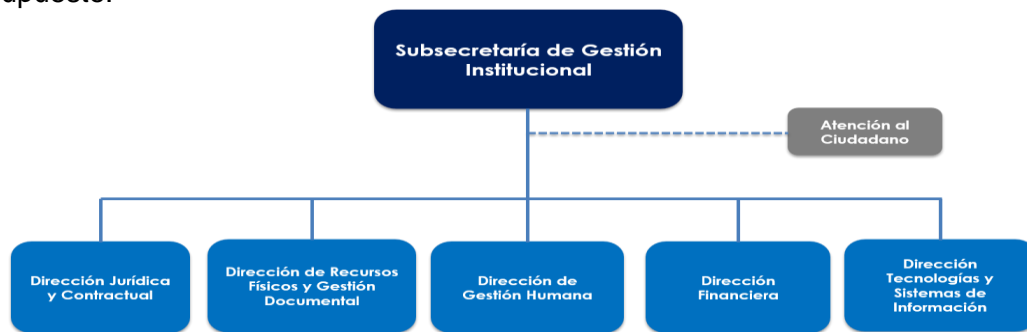 Subsecretaría de Gestión
Institucional
Atención al
Ciudadano
Dirección Jurídica
y Contractual
Dirección de Recursos
Físicos y Gestión
Documental
Dirección de
Gestión Humana
Dirección
Financiera
Dirección
Tecnologías y
Sistemas de
Información